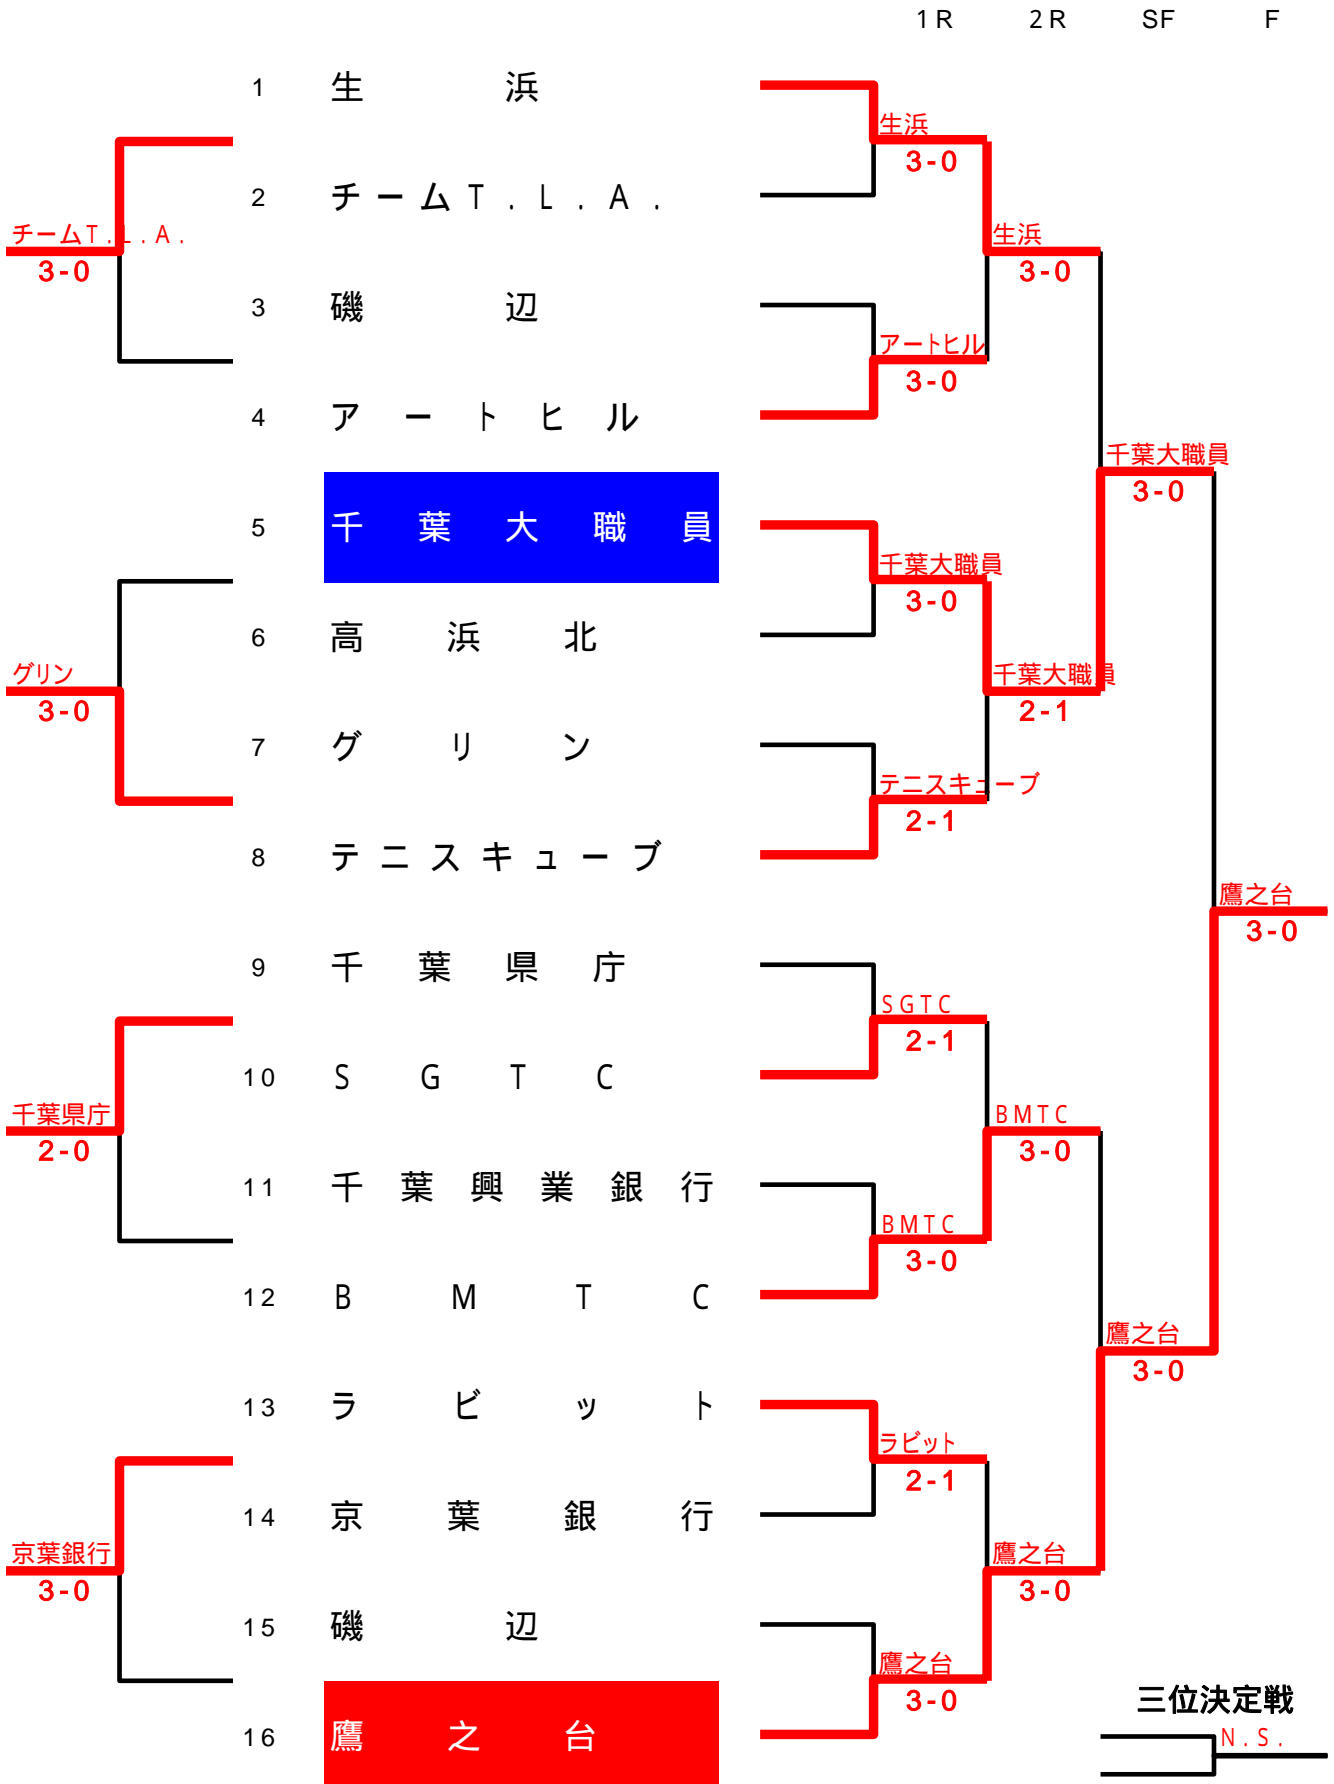 1R 2R SF F
1 生浜
生浜
3-0
2 チームT.L.A.
チームT.L.A.
3-0
生浜
3-0
3 磯辺
アートヒル
3-0
4 アートヒル
千葉大職員
3-0
5 千葉大職員
千葉大職員
3-0
6 高浜北
グリン
3-0
千葉大職員
2-1
7 グリン
テニスキューブ
2-1
8 テニスキューブ
鷹之台
3-0
9 千葉県庁
SGTC
2-1
10 SGTC
千葉県庁
2-0
BMTC
3-0
11 千葉興業銀行
BMTC
3-0
12 BMTC
鷹之台
3-0
13 ラビット
ラビット
2-1
14 京葉銀行
京葉銀行
3-0
鷹之台
3-0
15 磯辺
鷹之台
3-0
16 鷹之台
三位決定戦
N.S.